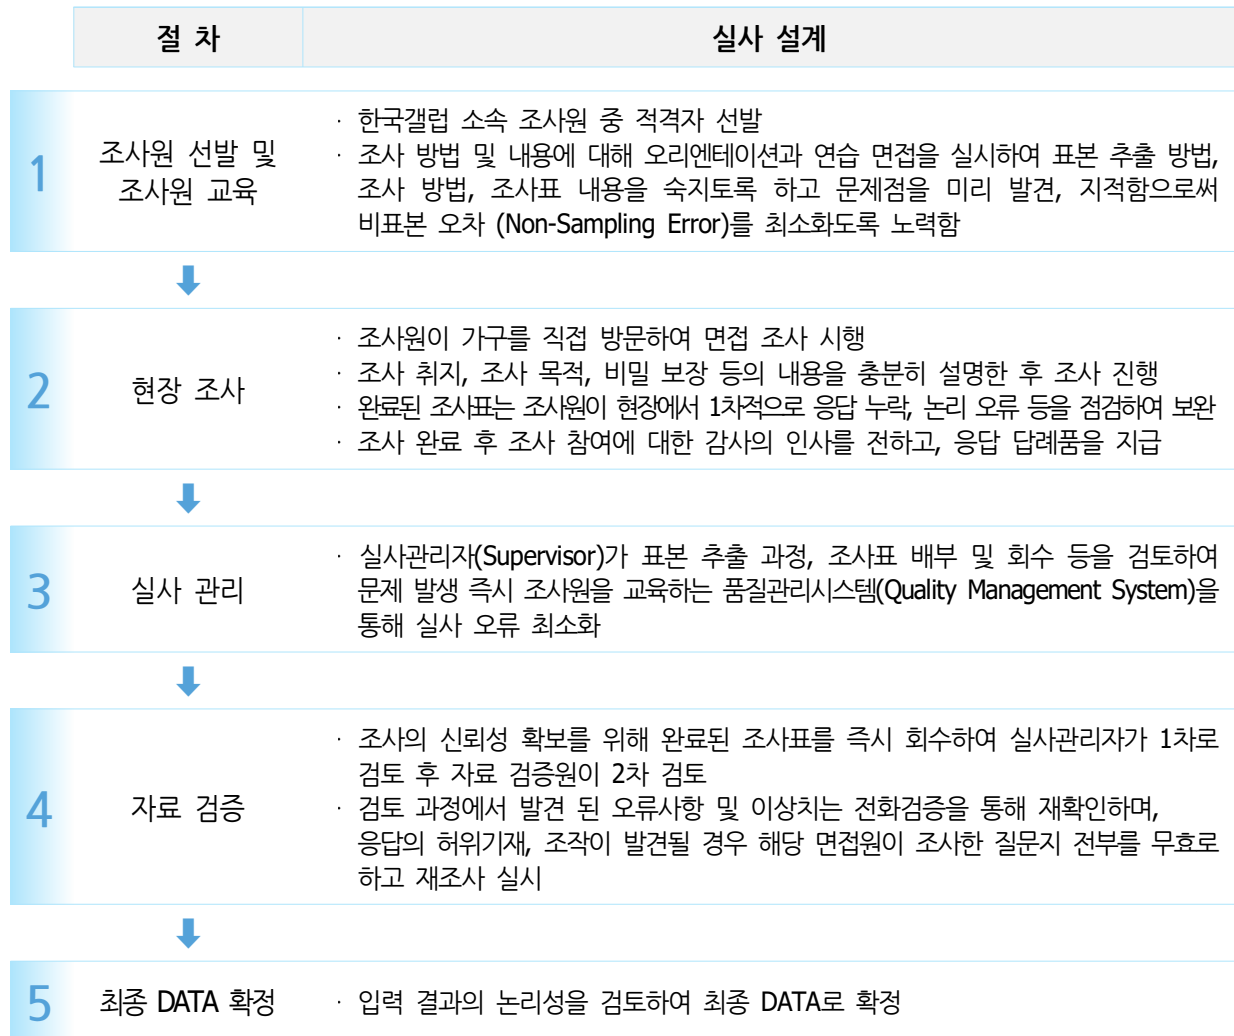 절 차 실사 설계
1
조사원 선발 및
조사원 교육
· 한국갤럽 소속 조사원 중 적격자 선발
· 조사 방법 및 내용에 대해 오리엔테이션과 연습 면접을 실시하여 표본 추출 방법,
조사 방법, 조사표 내용을 숙지토록 하고 문제점을 미리 발견, 지적함으로써
비표본 오차 (Non-Sampling Error)를 최소화도록 노력함
2
현장 조사
· 조사원이 가구를 직접 방문하여 면접 조사 시행
· 조사 취지, 조사 목적, 비밀 보장 등의 내용을 충분히 설명한 후 조사 진행
· 완료된 조사표는 조사원이 현장에서 1차적으로 응답 누락, 논리 오류 등을 점검하여 보완
· 조사 완료 후 조사 참여에 대한 감사의 인사를 전하고, 응답 답례품을 지급
3
실사 관리
· 실사관리자(Supervisor)가 표본 추출 과정, 조사표 배부 및 회수 등을 검토하여
문제 발생 즉시 조사원을 교육하는 품질관리시스템(Quality Management System)을
통해 실사 오류 최소화
4
자료 검증
· 조사의 신뢰성 확보를 위해 완료된 조사표를 즉시 회수하여 실사관리자가 1차로
검토 후 자료 검증원이 2차 검토
· 검토 과정에서 발견 된 오류사항 및 이상치는 전화검증을 통해 재확인하며,
응답의 허위기재, 조작이 발견될 경우 해당 면접원이 조사한 질문지 전부를 무효로
하고 재조사 실시
5
최종 DATA 확정
· 입력 결과의 논리성을 검토하여 최종 DATA로 확정